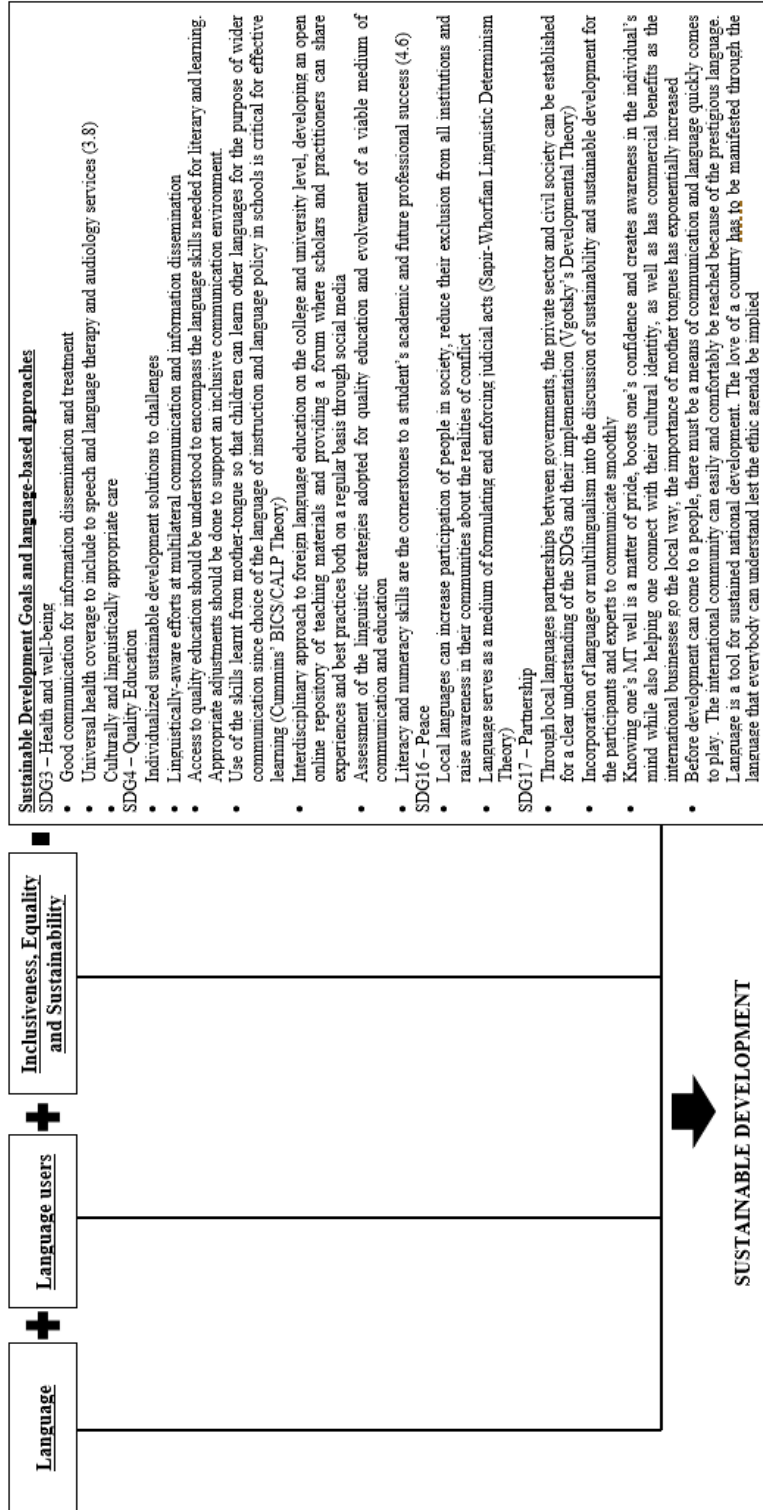 Language
Language users
Inclusiveness, Equality
and Sustainability
Sustainable Development Goals and language-based approaches
SDG3 – Health and well-being
• Good communication for information dissemination and treatment
• Universal health coverage to include to speech and language therapy and audiology services (3.8)
• Culturally and linguistically appropriate care
SDG4 – Quality Education
• Individualized sustainable development solutions to challenges
• Linguistically-aware efforts at multilateral communication and information dissemination
• Access to quality education should be understood to encompass the language skills needed for literary and learning.
Appropriate adjustments should be done to support an inclusive communication environment.
• Use of the skills learnt from mother-tongue so that children can learn other languages for the purpose of wider
communication since choice of the language of instruction and language policy in schools is critical for effective
learning (Cummins' BICS/CALP Theory)
• Interdisciplinary approach to foreign language education on the college and university level, developing an open
online repository of teaching materials and providing a forum where scholars and practitioners can share
experiences and best practices both on a regular basis through social media
• Assessment of the linguistic strategies adopted for quality education and evolvement of a viable medium of
communication and education
• Literacy and numeracy skills are the cornerstones to a student's academic and future professional success (4.6)
SDG16 – Peace
• Local languages can increase participation of people in society, reduce their exclusion from all institutions and
raise awareness in their communities about the realities of conflict
• Language serves as a medium of formulating end enforcing judicial acts (Sapir-Whorfian Linguistic Determinism
Theory)
SDG17 – Partnership
• Through local languages partnerships between governments, the private sector and civil society can be established
for a clear understanding of the SDGs and their implementation (Vgotsky's Developmental Theory)
• Incorporation of language or multilingualism into the discussion of sustainability and sustainable development for
the participants and experts to communicate smoothly
• Knowing one's MT well is a matter of pride, boosts one's confidence and creates awareness in the individual's
mind while also helping one connect with their cultural identity, as well as has commercial benefits as the
international businesses go the local way, the importance of mother tongues has exponentially increased
• Before development can come to a people, there must be a means of communication and language quickly comes
to play. The international community can easily and comfortably be reached because of the prestigious language.
Language is a tool for sustained national development. The love of a country has to be manifested through the
language that everybody can understand lest the ethic agenda be implied
SUSTAINABLE DEVELOPMENT